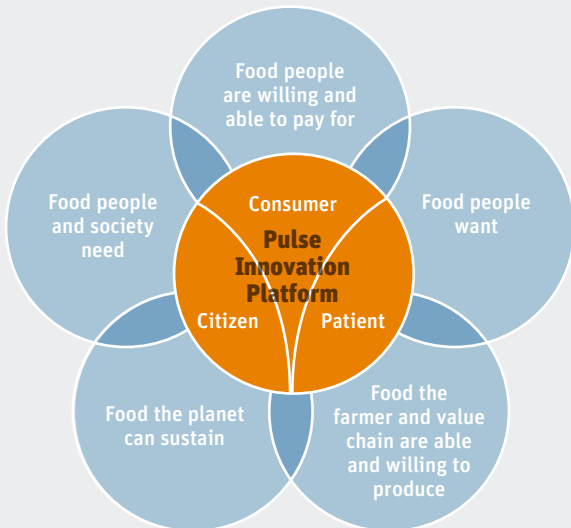 Food people
are willing and
able to pay for
Food people
and society
need
Food people
want
Consumer
Pulse
Innovation
Platform
Citizen
Patient
Food the planet
can sustain
Food the
farmer and value
chain are able
and willing to
produce